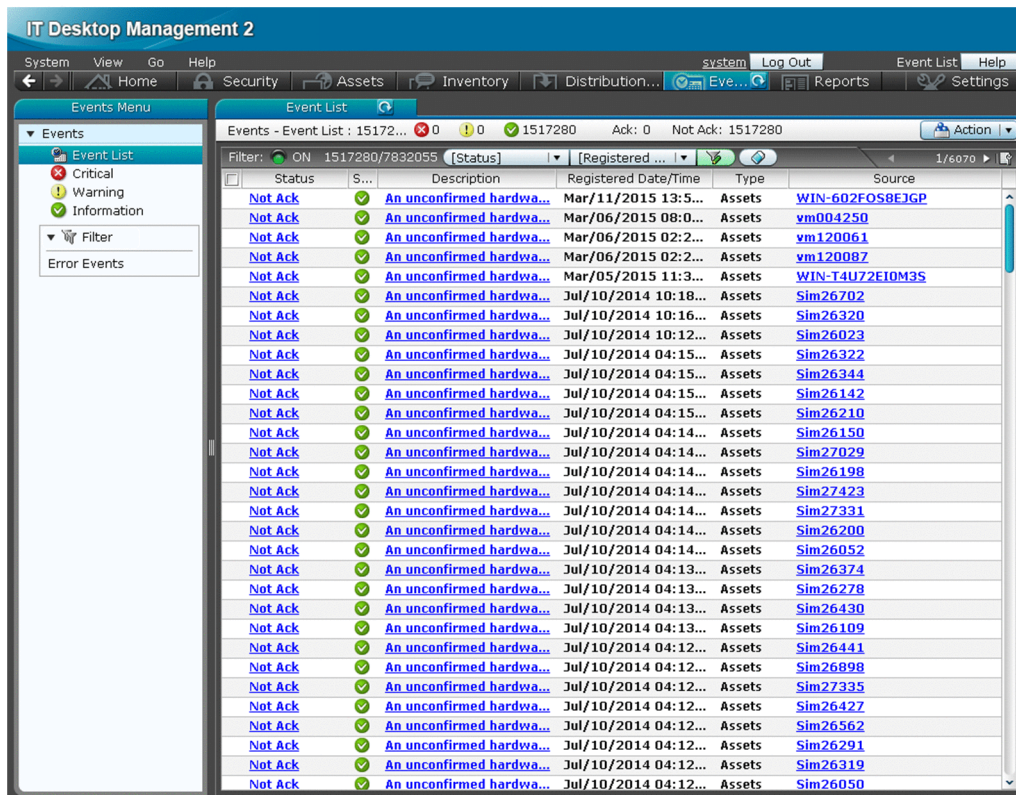 IT Desktop Management 2
System View Go Help system Log Out Event List Help
Home Security Assets Inventory Distribution... Eve... Reports Settings
Events Menu Event List
Events Events - Event List : 15172... 0 0 1517280 Ack: 0 Not Ack: 1517280 Action
Event List Filter: ON 1517280/7832055 [Status] [Registered ... 1/6070
Critical
Warning
Information
Filter
Error Events
Status S... Description Registered Date/Time Type Source
Not Ack An unconfirmed hardwa... Mar/11/2015 13:5... Assets WIN-602FOS8EJGP
Not Ack An unconfirmed hardwa... Mar/06/2015 08:0... Assets vm004250
Not Ack An unconfirmed hardwa... Mar/06/2015 02:2... Assets vm120061
Not Ack An unconfirmed hardwa... Mar/06/2015 02:2... Assets vm120087
Not Ack An unconfirmed hardwa... Mar/05/2015 11:3... Assets WIN-T4U72EI0M3S
Not Ack An unconfirmed hardwa... Jul/10/2014 10:18... Assets Sim26702
Not Ack An unconfirmed hardwa... Jul/10/2014 10:16... Assets Sim26320
Not Ack An unconfirmed hardwa... Jul/10/2014 10:12... Assets Sim26023
Not Ack An unconfirmed hardwa... Jul/10/2014 04:15... Assets Sim26322
Not Ack An unconfirmed hardwa... Jul/10/2014 04:15... Assets Sim26344
Not Ack An unconfirmed hardwa... Jul/10/2014 04:15... Assets Sim26142
Not Ack An unconfirmed hardwa... Jul/10/2014 04:15... Assets Sim26210
Not Ack An unconfirmed hardwa... Jul/10/2014 04:14... Assets Sim26150
Not Ack An unconfirmed hardwa... Jul/10/2014 04:14... Assets Sim27029
Not Ack An unconfirmed hardwa... Jul/10/2014 04:14... Assets Sim26198
Not Ack An unconfirmed hardwa... Jul/10/2014 04:14... Assets Sim27423
Not Ack An unconfirmed hardwa... Jul/10/2014 04:14... Assets Sim27331
Not Ack An unconfirmed hardwa... Jul/10/2014 04:14... Assets Sim26200
Not Ack An unconfirmed hardwa... Jul/10/2014 04:14... Assets Sim26052
Not Ack An unconfirmed hardwa... Jul/10/2014 04:13... Assets Sim26374
Not Ack An unconfirmed hardwa... Jul/10/2014 04:13... Assets Sim26278
Not Ack An unconfirmed hardwa... Jul/10/2014 04:13... Assets Sim26430
Not Ack An unconfirmed hardwa... Jul/10/2014 04:13... Assets Sim26109
Not Ack An unconfirmed hardwa... Jul/10/2014 04:12... Assets Sim26441
Not Ack An unconfirmed hardwa... Jul/10/2014 04:12... Assets Sim26898
Not Ack An unconfirmed hardwa... Jul/10/2014 04:12... Assets Sim27335
Not Ack An unconfirmed hardwa... Jul/10/2014 04:12... Assets Sim26427
Not Ack An unconfirmed hardwa... Jul/10/2014 04:12... Assets Sim26562
Not Ack An unconfirmed hardwa... Jul/10/2014 04:12... Assets Sim26291
Not Ack An unconfirmed hardwa... Jul/10/2014 04:12... Assets Sim26319
Not Ack An unconfirmed hardwa... Jul/10/2014 04:12... Assets Sim26050